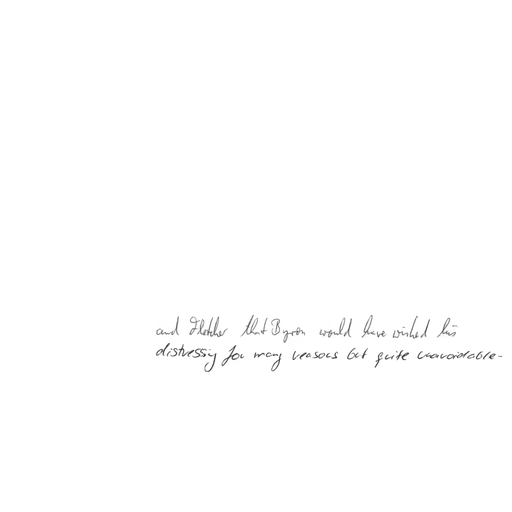 and Fletcher that Byron would have wished his
distressing for many reasons but quite unavoidable.